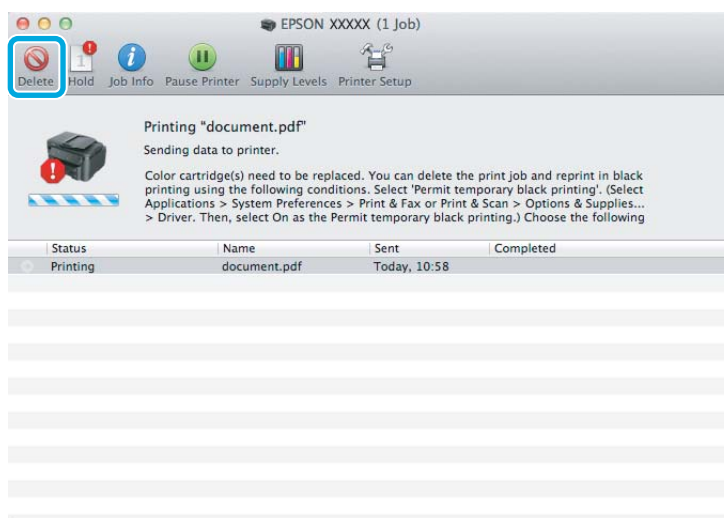 EPSON XXXXX (1 Job)
Delete Hold Job Info Pause Printer Supply Levels Printer Setup
Printing "document.pdf"
Sending data to printer.
Color cartridge(s) need to be replaced. You can delete the print job and reprint in black
printing using the following conditions. Select 'Permit temporary black printing'. (Select
Applications > System Preferences > Print & Fax or Print & Scan > Options & Supplies...
> Driver. Then, select On as the Permit temporary black printing.) Choose the following
Status Name Sent Completed
Printing document.pdf Today, 10:58